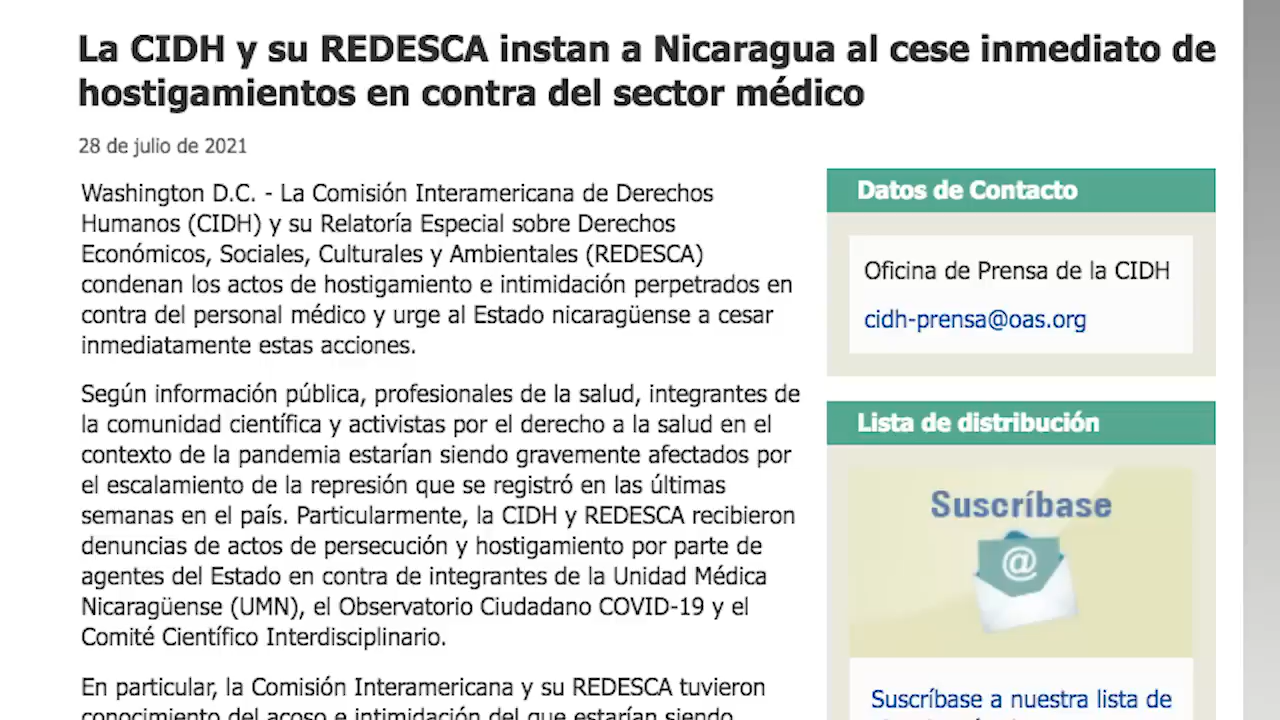 La CIDH y su REDESCA instan a Nicaragua al cese inmediato de
hostigamientos en contra del sector médico
28 de julio de 2021
Washington D.C. - La Comisión Interamericana de Derechos
Humanos (CIDH) y su Relatoría Especial sobre Derechos
Económicos, Sociales, Culturales y Ambientales (REDESCA)
condenan los actos de hostigamiento e intimidación perpetrados en
contra del personal médico y urge al Estado nicaragüense a cesar
inmediatamente estas acciones.
Según información pública, profesionales de la salud, integrantes de
la comunidad científica y activistas por el derecho a la salud en el
contexto de la pandemia estarían siendo gravemente afectados por
el escalamiento de la represión que se registró en las últimas
semanas en el país. Particularmente, la CIDH y REDESCA recibieron
denuncias de actos de persecución y hostigamiento por parte de
agentes del Estado en contra de integrantes de la Unidad Médica
Nicaragüense (UMN), el Observatorio Ciudadano COVID-19 y el
Comité Científico Interdisciplinario.
En particular, la Comisión Interamericana y su REDESCA tuvieron
conocimiento del acoso e intimidación del que estarían siendo
Datos de Contacto
Oficina de Prensa de la CIDH
cidh-prensa@oas.org
Lista de distribución
Suscríbase
@
Suscríbase a nuestra lista de